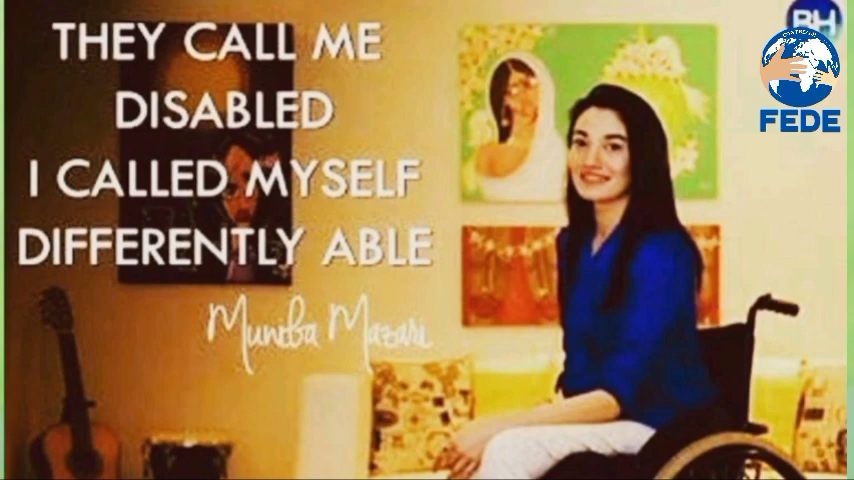 THEY CALL ME
DISABLED
I CALLED MYSELF
DIFFERENTLY ABLE
Muniba Mazari
BH
FEDE